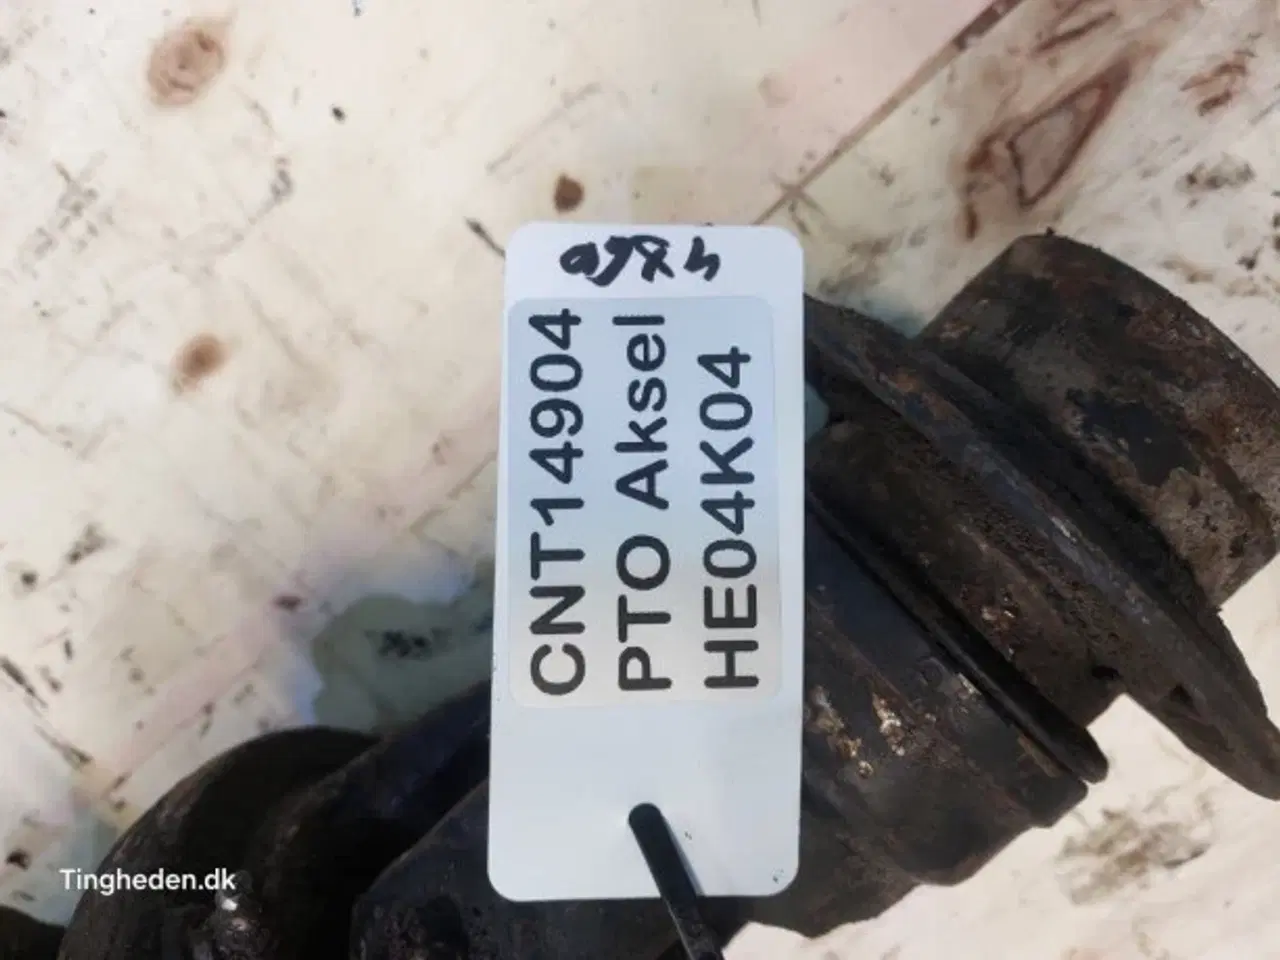 CNT14904
PTO Aksel
HE04K04
Tingheden.dk